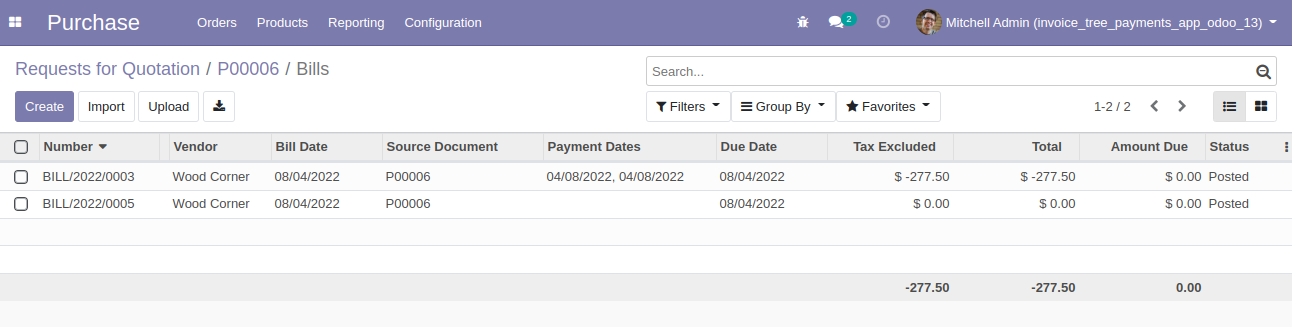 Purchase Orders Products Reporting Configuration 2 Mitchell Admin (invoice_tree_payments_app_odoo_13)
Requests for Quotation / P00006 / Bills Search...
Create Import Upload Filters Group By Favorites 1-2 / 2
Number Vendor Bill Date Source Document Payment Dates Due Date Tax Excluded Total Amount Due Status
BILL/2022/0003 Wood Corner 08/04/2022 P00006 04/08/2022, 04/08/2022 08/04/2022 $ -277.50 $ -277.50 $ 0.00 Posted
BILL/2022/0005 Wood Corner 08/04/2022 P00006 08/04/2022 $ 0.00 $ 0.00 $ 0.00 Posted
-277.50 -277.50 0.00